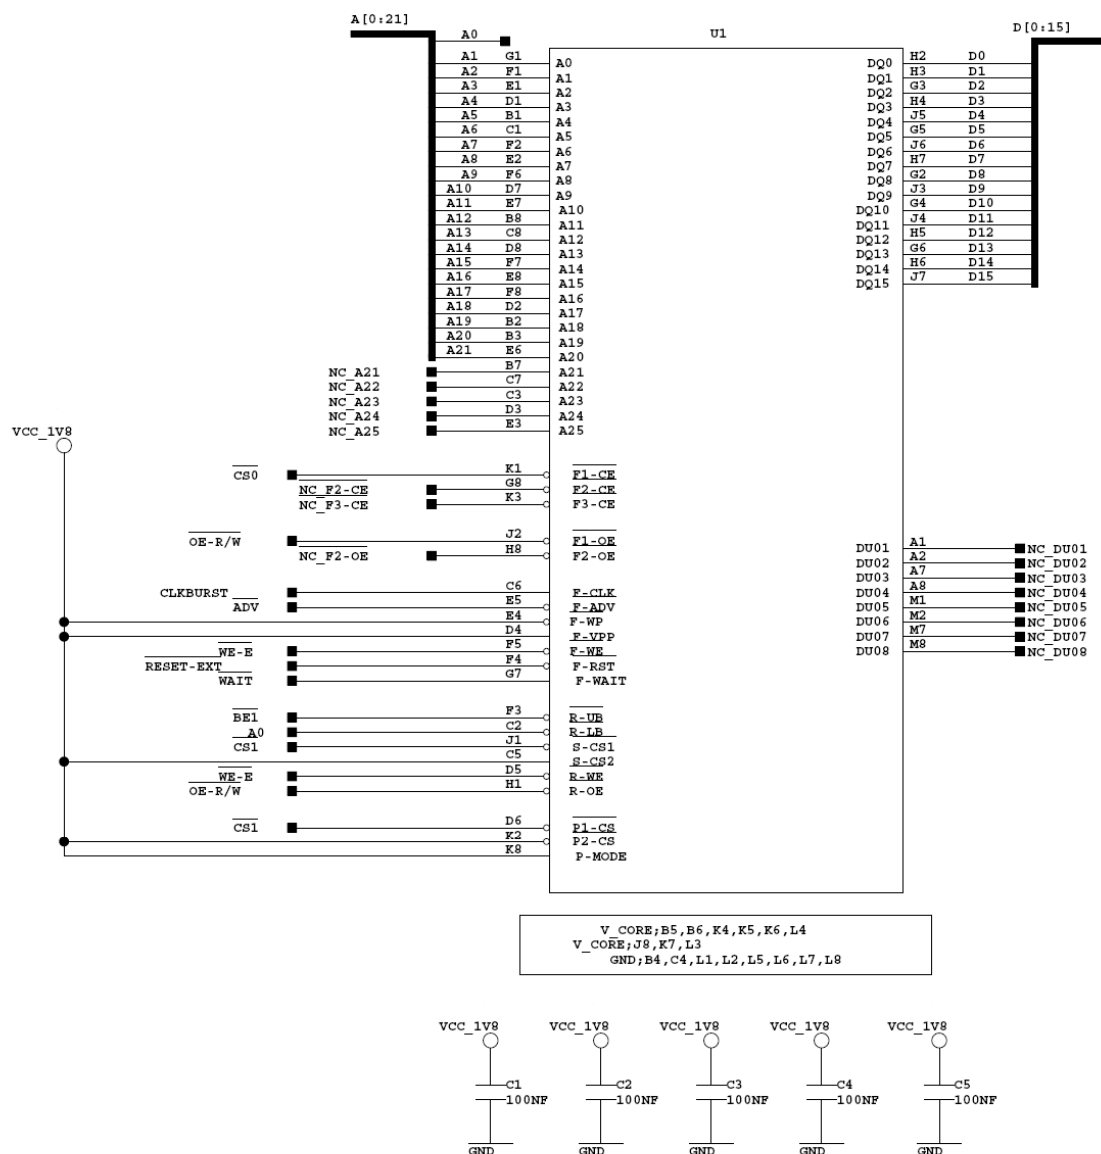 A[0:21]
U1
D[0:15]
A0
A1 G1 A0 DQ0 H2 D0
A2 F1 A1 DQ1 H3 D1
A3 E1 A2 DQ2 G3 D2
A4 D1 A3 DQ3 H4 D3
A5 B1 A4 DQ4 J5 D4
A6 C1 A5 DQ5 G5 D5
A7 F2 A6 DQ6 J6 D6
A8 E2 A7 DQ7 H7 D7
A9 F6 A8 DQ8 G2 D8
A10 D7 A9 DQ9 J3 D9
A11 E7 A10 DQ10 G4 D10
A12 B8 A11 DQ11 J4 D11
A13 C8 A12 DQ12 H5 D12
A14 D8 A13 DQ13 G6 D13
A15 F7 A14 DQ14 H6 D14
A16 E8 A15 DQ15 J7 D15
A17 F8 A16
A18 D2 A17
A19 B2 A18
A20 B3 A19
A21 E6 A20
NC_A21 B7 A21
NC_A22 C7 A22
NC_A23 C3 A23
NC_A24 D3 A24
NC_A25 E3 A25
VCC_1V8
CS0 K1 F1-CE
NC_F2-CE G8 F2-CE
NC_F3-CE K3 F3-CE
OE-R/W J2 F1-OE
NC_F2-OE H8 F2-OE
DU01 A1 NC_DU01
DU02 A2 NC_DU02
DU03 A7 NC_DU03
DU04 A8 NC_DU04
DU05 M1 NC_DU05
DU06 M2 NC_DU06
DU07 M7 NC_DU07
DU08 M8 NC_DU08
CLKBURST C6 F-CLK
ADV E5 F-ADV
E4 F-WP
D4 F-VPP
WE-E F5 F-WE
RESET-EXT F4 F-RST
WAIT G7 F-WAIT
BE1 F3 R-UB
A0 C2 R-LB
CS1 J1 S-CS1
C5 S-CS2
WE-E D5 R-WE
OE-R/W H1 R-OE
CS1 D6 P1-CS
K2 P2-CS
K8 P-MODE
V_CORE;B5,B6,K4,K5,K6,L4
V_CORE;J8,K7,L3
GND;B4,C4,L1,L2,L5,L6,L7,L8
VCC_1V8 VCC_1V8 VCC_1V8 VCC_1V8 VCC_1V8
C1 C2 C3 C4 C5
100NF 100NF 100NF 100NF 100NF
GND GND GND GND GND